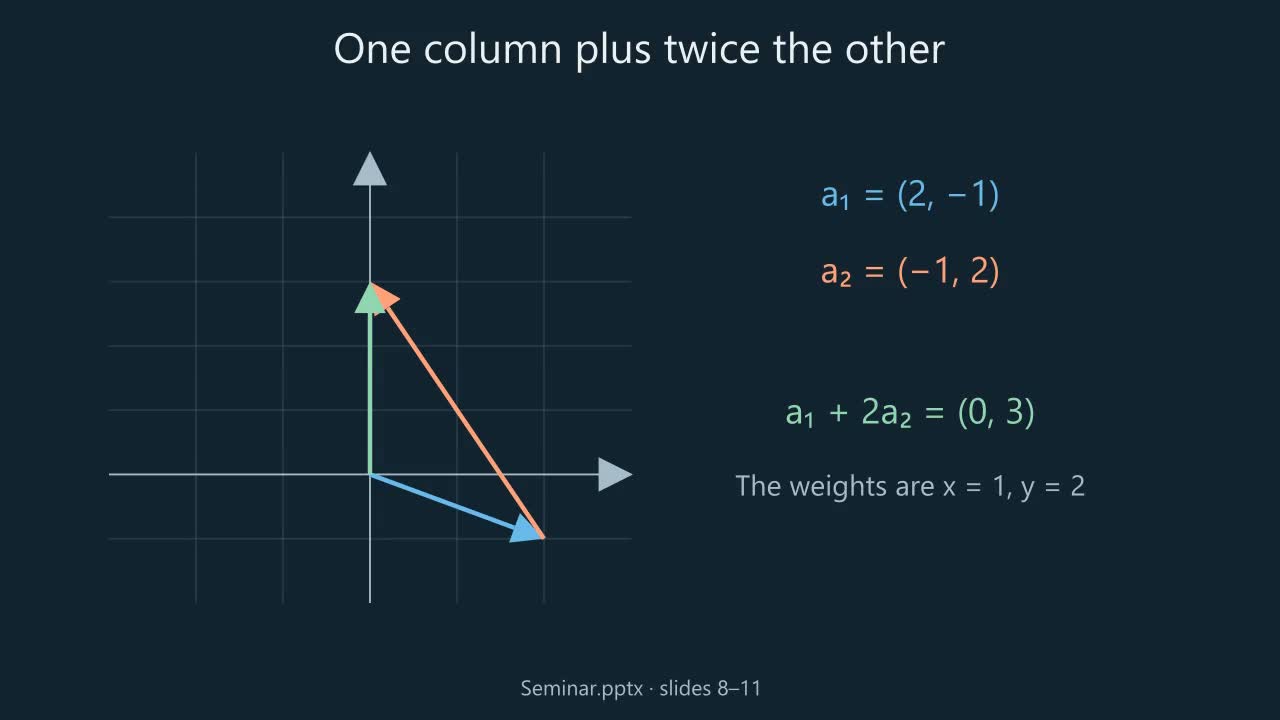 One column plus twice the other
a₁ = (2, −1)
a₂ = (−1, 2)
a₁ + 2a₂ = (0, 3)
The weights are x = 1, y = 2
Seminar.pptx · slides 8–11